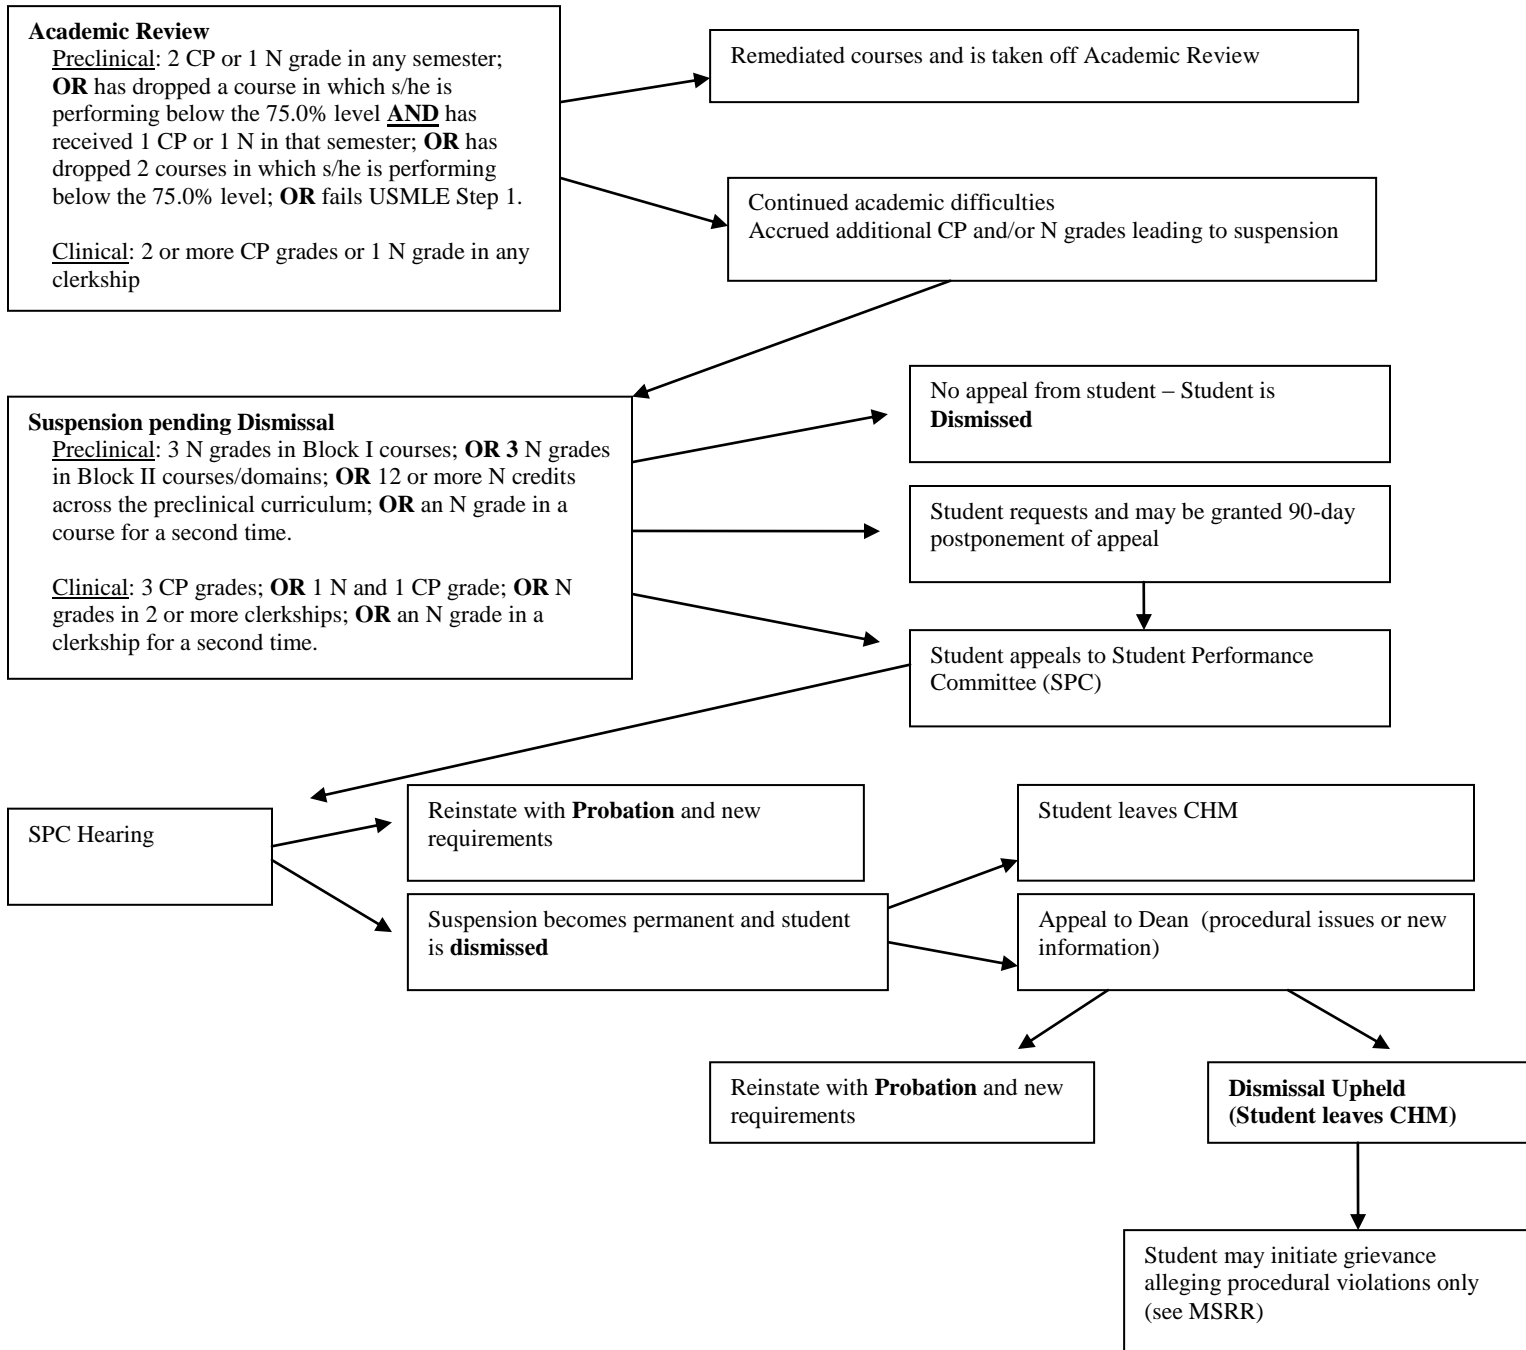 Academic Review
Preclinical: 2 CP or 1 N grade in any semester;
OR has dropped a course in which s/he is
performing below the 75.0% level AND has
received 1 CP or 1 N in that semester; OR has
dropped 2 courses in which s/he is performing
below the 75.0% level; OR fails USMLE Step 1.
Clinical: 2 or more CP grades or 1 N grade in any
clerkship
Remediated courses and is taken off Academic Review
Continued academic difficulties
Accrued additional CP and/or N grades leading to suspension
Suspension pending Dismissal
Preclinical: 3 N grades in Block I courses; OR 3 N grades
in Block II courses/domains; OR 12 or more N credits
across the preclinical curriculum; OR an N grade in a
course for a second time.
Clinical: 3 CP grades; OR 1 N and 1 CP grade; OR N
grades in 2 or more clerkships; OR an N grade in a
clerkship for a second time.
No appeal from student – Student is
Dismissed
Student requests and may be granted 90-day
postponement of appeal
Student appeals to Student Performance
Committee (SPC)
SPC Hearing
Reinstate with Probation and new
requirements
Suspension becomes permanent and student
is dismissed
Student leaves CHM
Appeal to Dean  (procedural issues or new
information)
Reinstate with Probation and new
requirements
Dismissal Upheld
(Student leaves CHM)
Student may initiate grievance
alleging procedural violations only
(see MSRR)